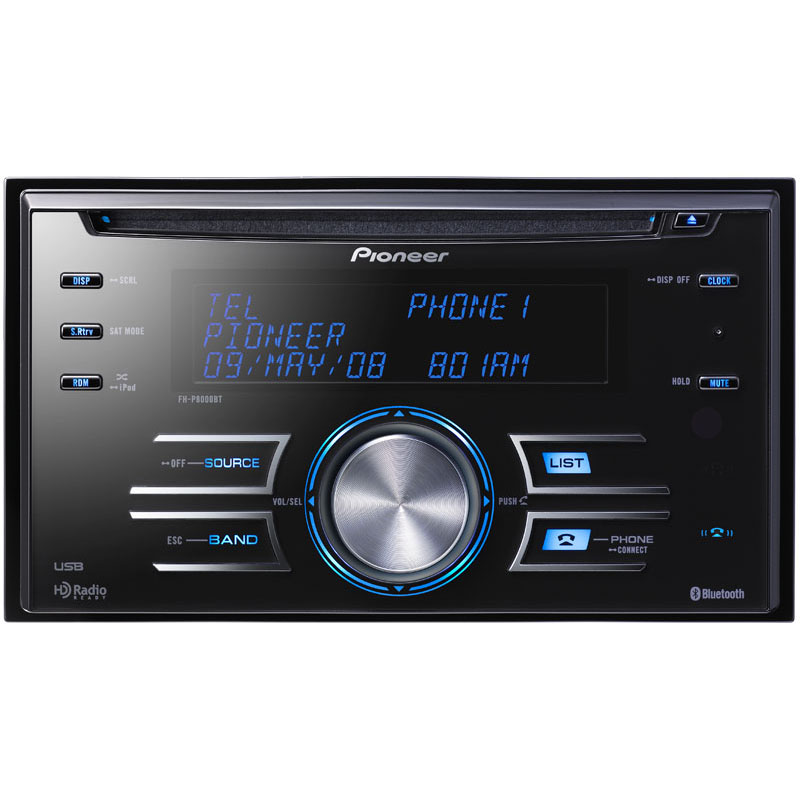 Pioneer
DISP SCRL
DISP OFF CLOCK
TEL PHONE 1
S.Rtrv SAT MODE
PIONEER
09/MAY/08 8:01AM
RDM iPod
HOLD MUTE
FH-P8000BT
OFF SOURCE
LIST
VOL/SEL
PUSH
ESC BAND
PHONE
CONNECT
USB
HD Radio
READY
Bluetooth